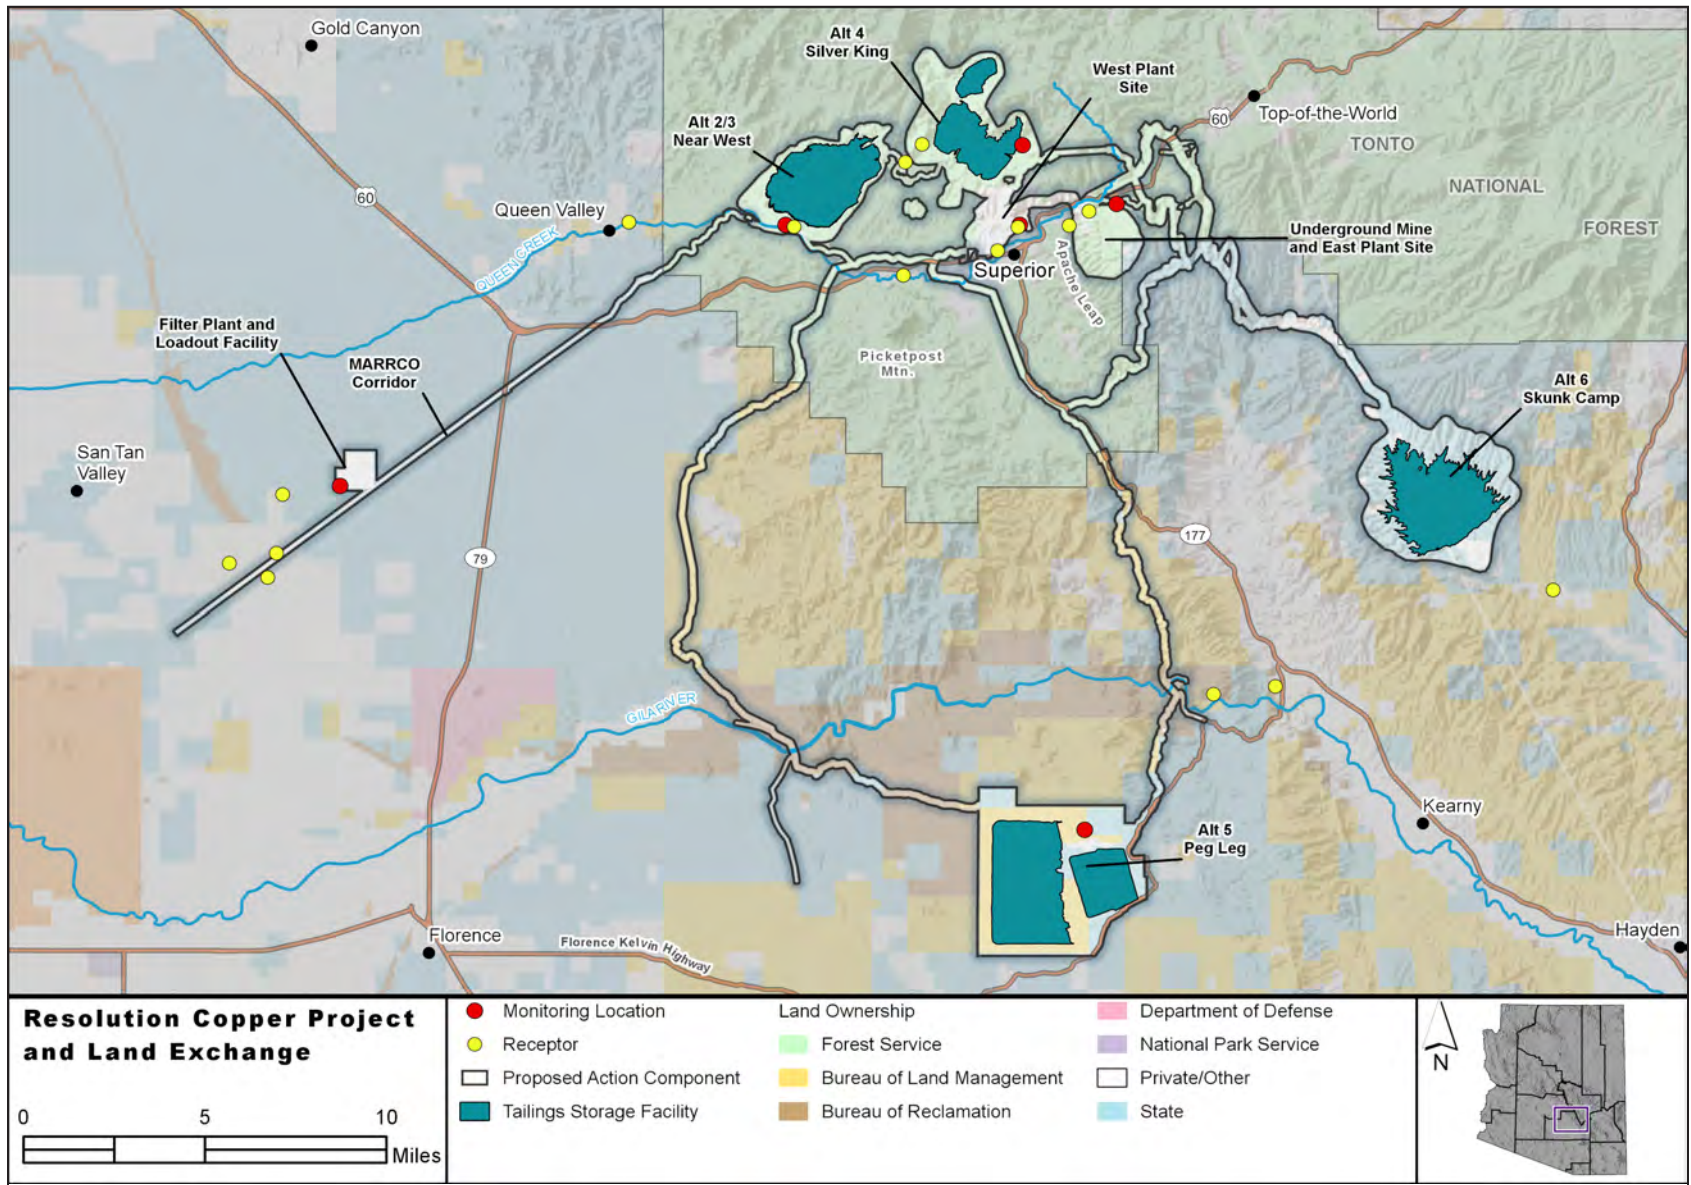 Gold Canyon
Alt 4
Silver King
West Plant
Site
60
Top-of-the-World
TONTO
NATIONAL
FOREST
Alt 2/3
Near West
60
Queen Valley
QUEEN CREEK
Superior
Apache Leap
Underground Mine
and East Plant Site
Filter Plant and
Loadout Facility
MARRCO
Corridor
Picketpost
Mtn.
Alt 6
Skunk Camp
San Tan
Valley
79
177
GILA RIVER
Kearny
Alt 5
Peg Leg
Florence
Florence Kelvin Highway
Hayden
Resolution Copper Project
and Land Exchange
0 5 10
Miles
Monitoring Location
Receptor
Proposed Action Component
Tailings Storage Facility
Land Ownership
Forest Service
Bureau of Land Management
Bureau of Reclamation
Department of Defense
National Park Service
Private/Other
State
N